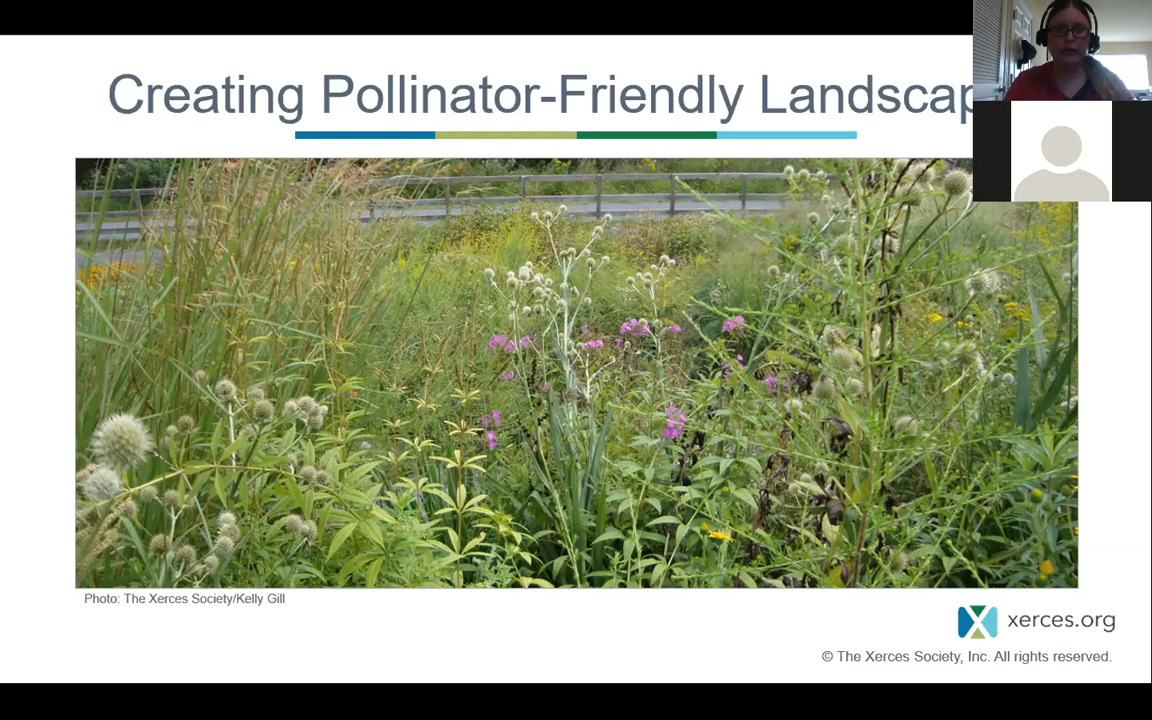 Creating Pollinator-Friendly Landscap
Photo: The Xerces Society/Kelly Gill
xerces.org
© The Xerces Society, Inc. All rights reserved.